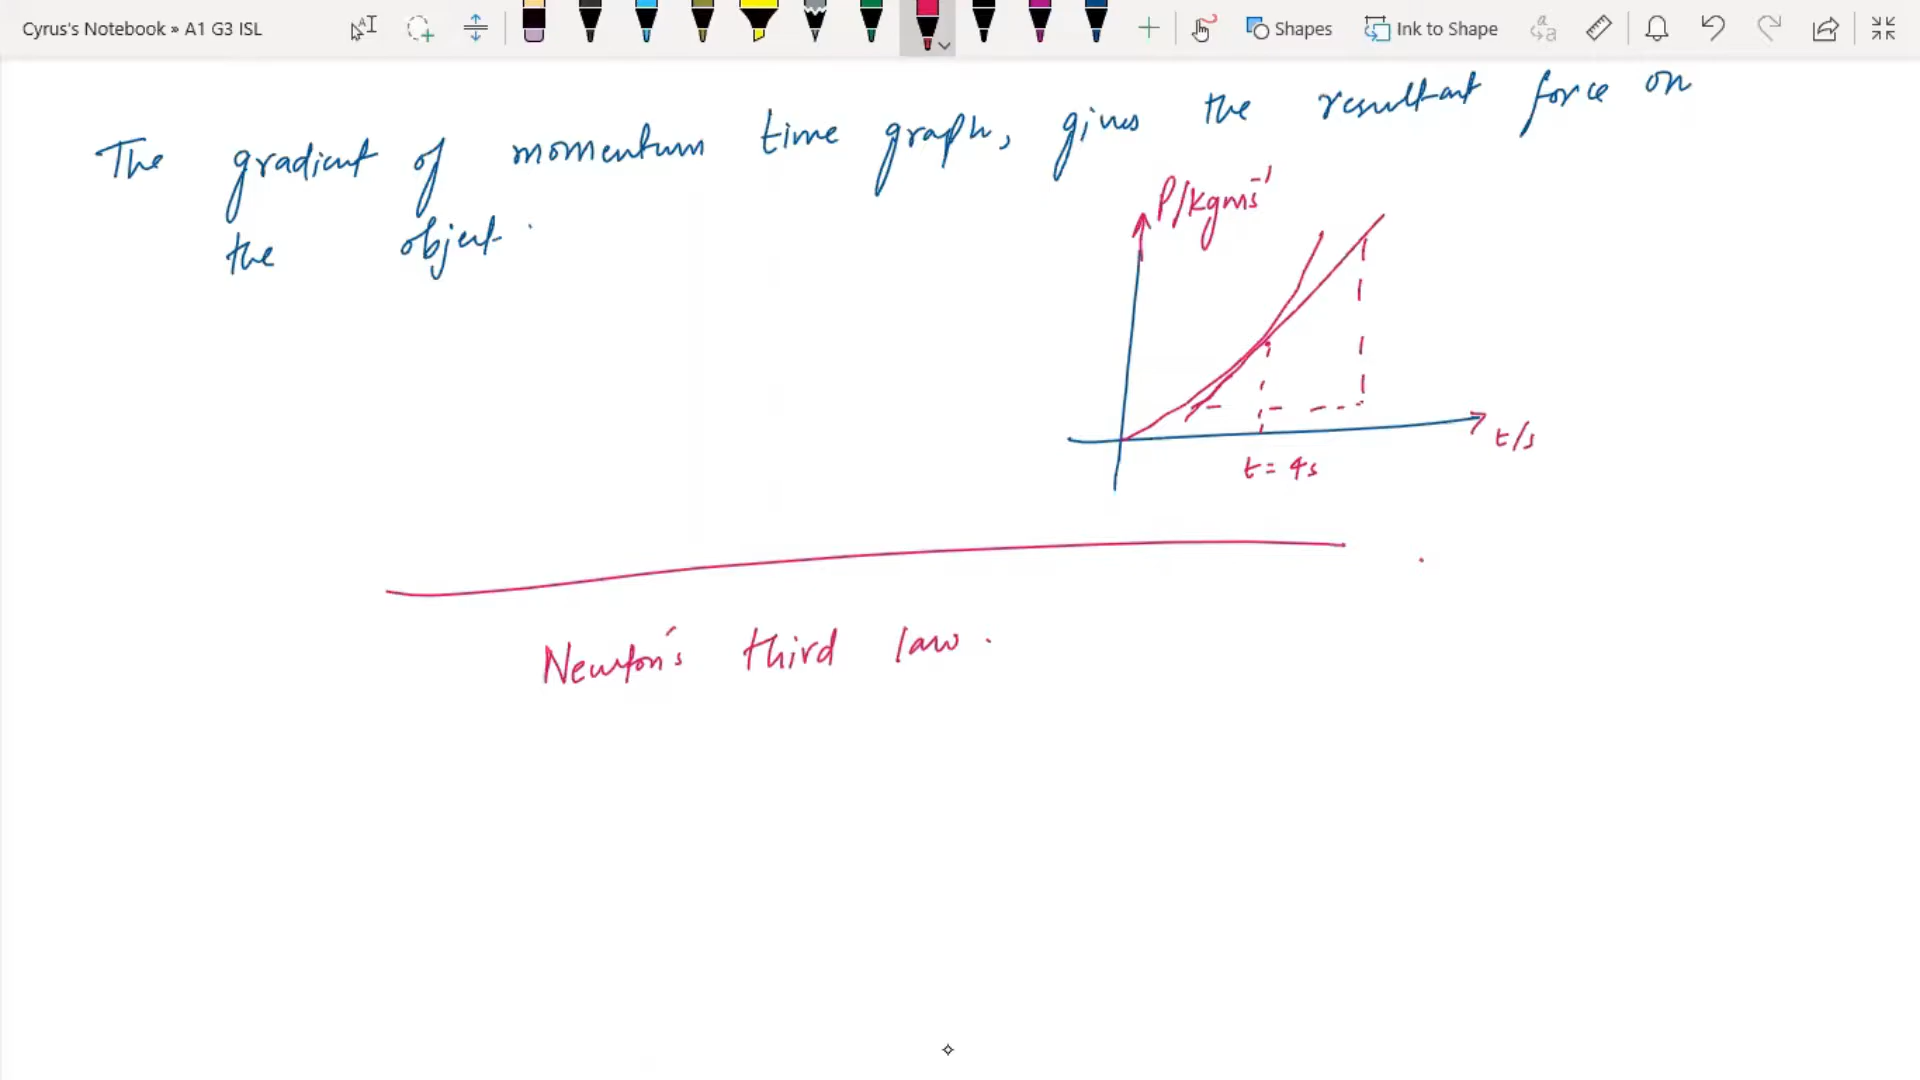 Cyrus's Notebook » A1 G3 ISL
Shapes
Ink to Shape
The gradient of momentum time graph, gives the resultant force on
the object.
P/kgms⁻¹
t/s
t = 4s
Newton's third law.